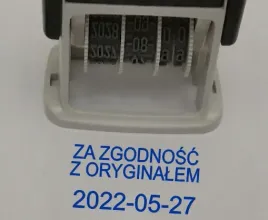 ZA ZGODNOŚĆ
Z ORYGINAŁEM
2022-05-27